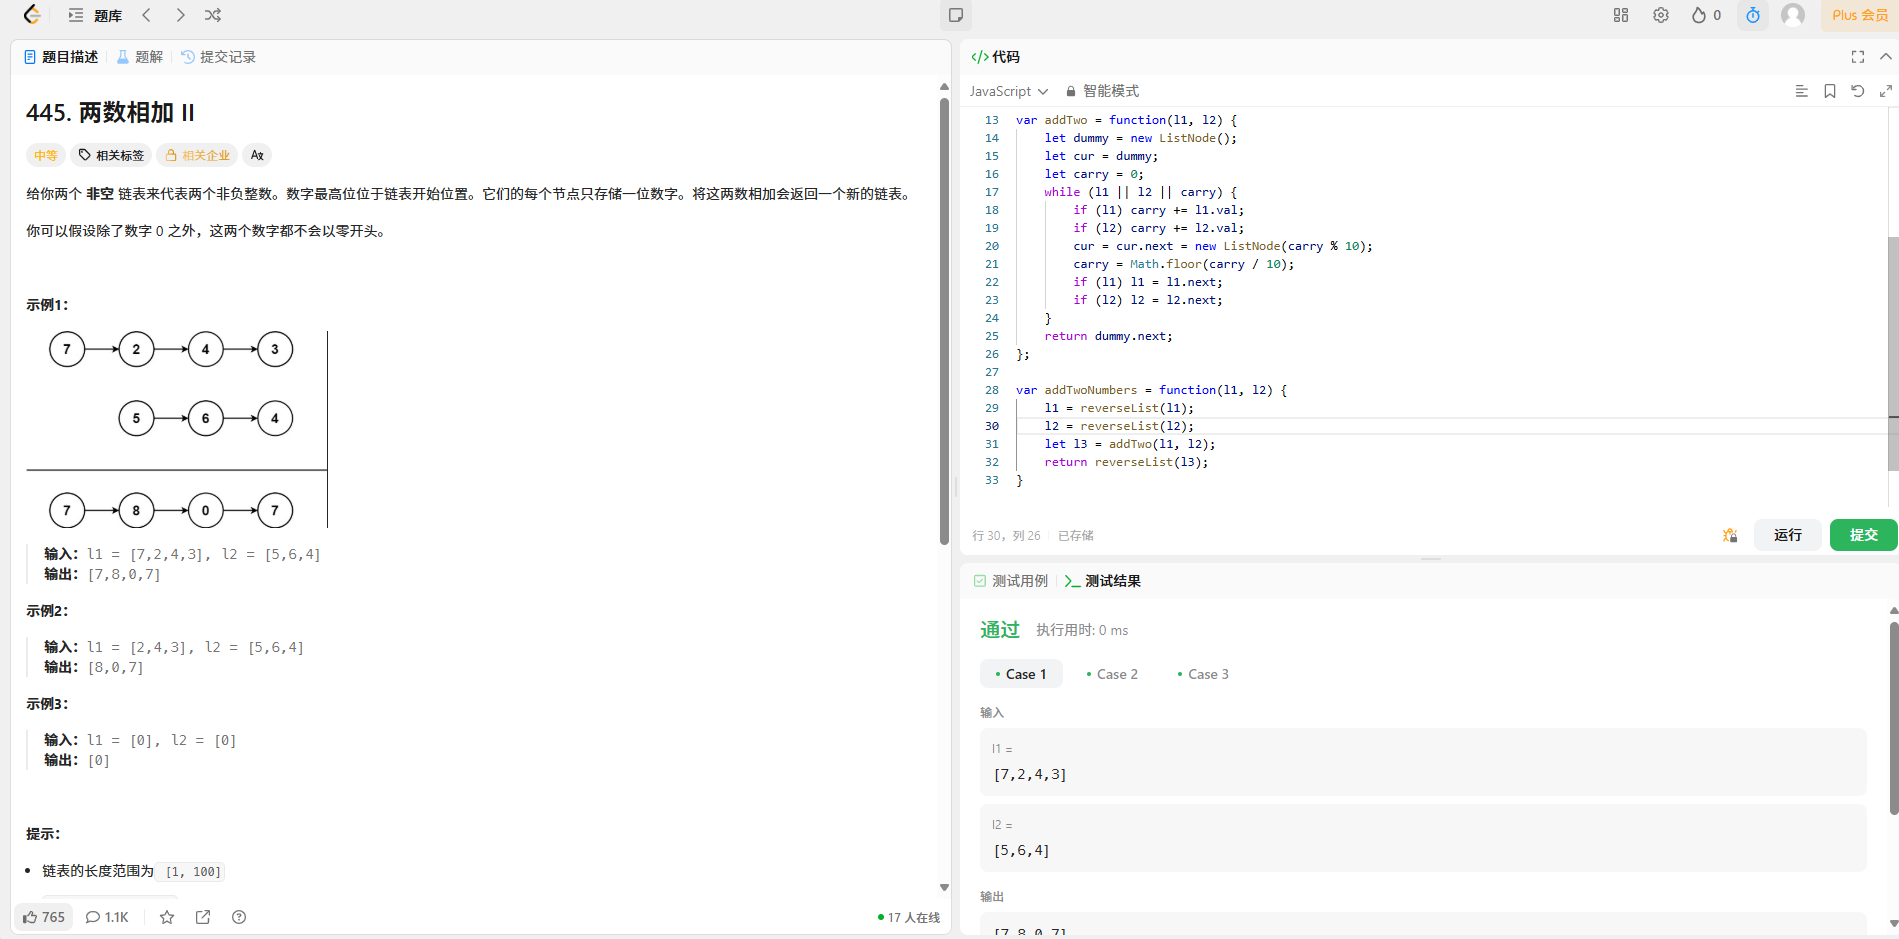 题库
0
Plus 会员
题目描述
题解
提交记录
445. 两数相加 II
中等
相关标签
相关企业
给你两个 非空 链表来代表两个非负整数。数字最高位位于链表开始位置。它们的每个节点只存储一位数字。将这两数相加会返回一个新的链表。
你可以假设除了数字 0 之外，这两个数字都不会以零开头。
示例1：
7 2 4 3
5 6 4
7 8 0 7
输入：l1 = [7,2,4,3], l2 = [5,6,4]
输出：[7,8,0,7]
示例2：
输入：l1 = [2,4,3], l2 = [5,6,4]
输出：[8,0,7]
示例3：
输入：l1 = [0], l2 = [0]
输出：[0]
提示：
• 链表的长度范围为 [1, 100]
765
1.1K
17 人在线
</> 代码
JavaScript
智能模式
13 var addTwo = function(l1, l2) {
14 let dummy = new ListNode();
15 let cur = dummy;
16 let carry = 0;
17 while (l1 || l2 || carry) {
18 if (l1) carry += l1.val;
19 if (l2) carry += l2.val;
20 cur = cur.next = new ListNode(carry % 10);
21 carry = Math.floor(carry / 10);
22 if (l1) l1 = l1.next;
23 if (l2) l2 = l2.next;
24 }
25 return dummy.next;
26 };
27
28 var addTwoNumbers = function(l1, l2) {
29 l1 = reverseList(l1);
30 l2 = reverseList(l2);
31 let l3 = addTwo(l1, l2);
32 return reverseList(l3);
33 }
行 30，列 26
已存储
运行
提交
测试用例
测试结果
通过
执行用时: 0 ms
• Case 1
• Case 2
• Case 3
输入
l1 =
[7,2,4,3]
l2 =
[5,6,4]
输出
[7,8,0,7]